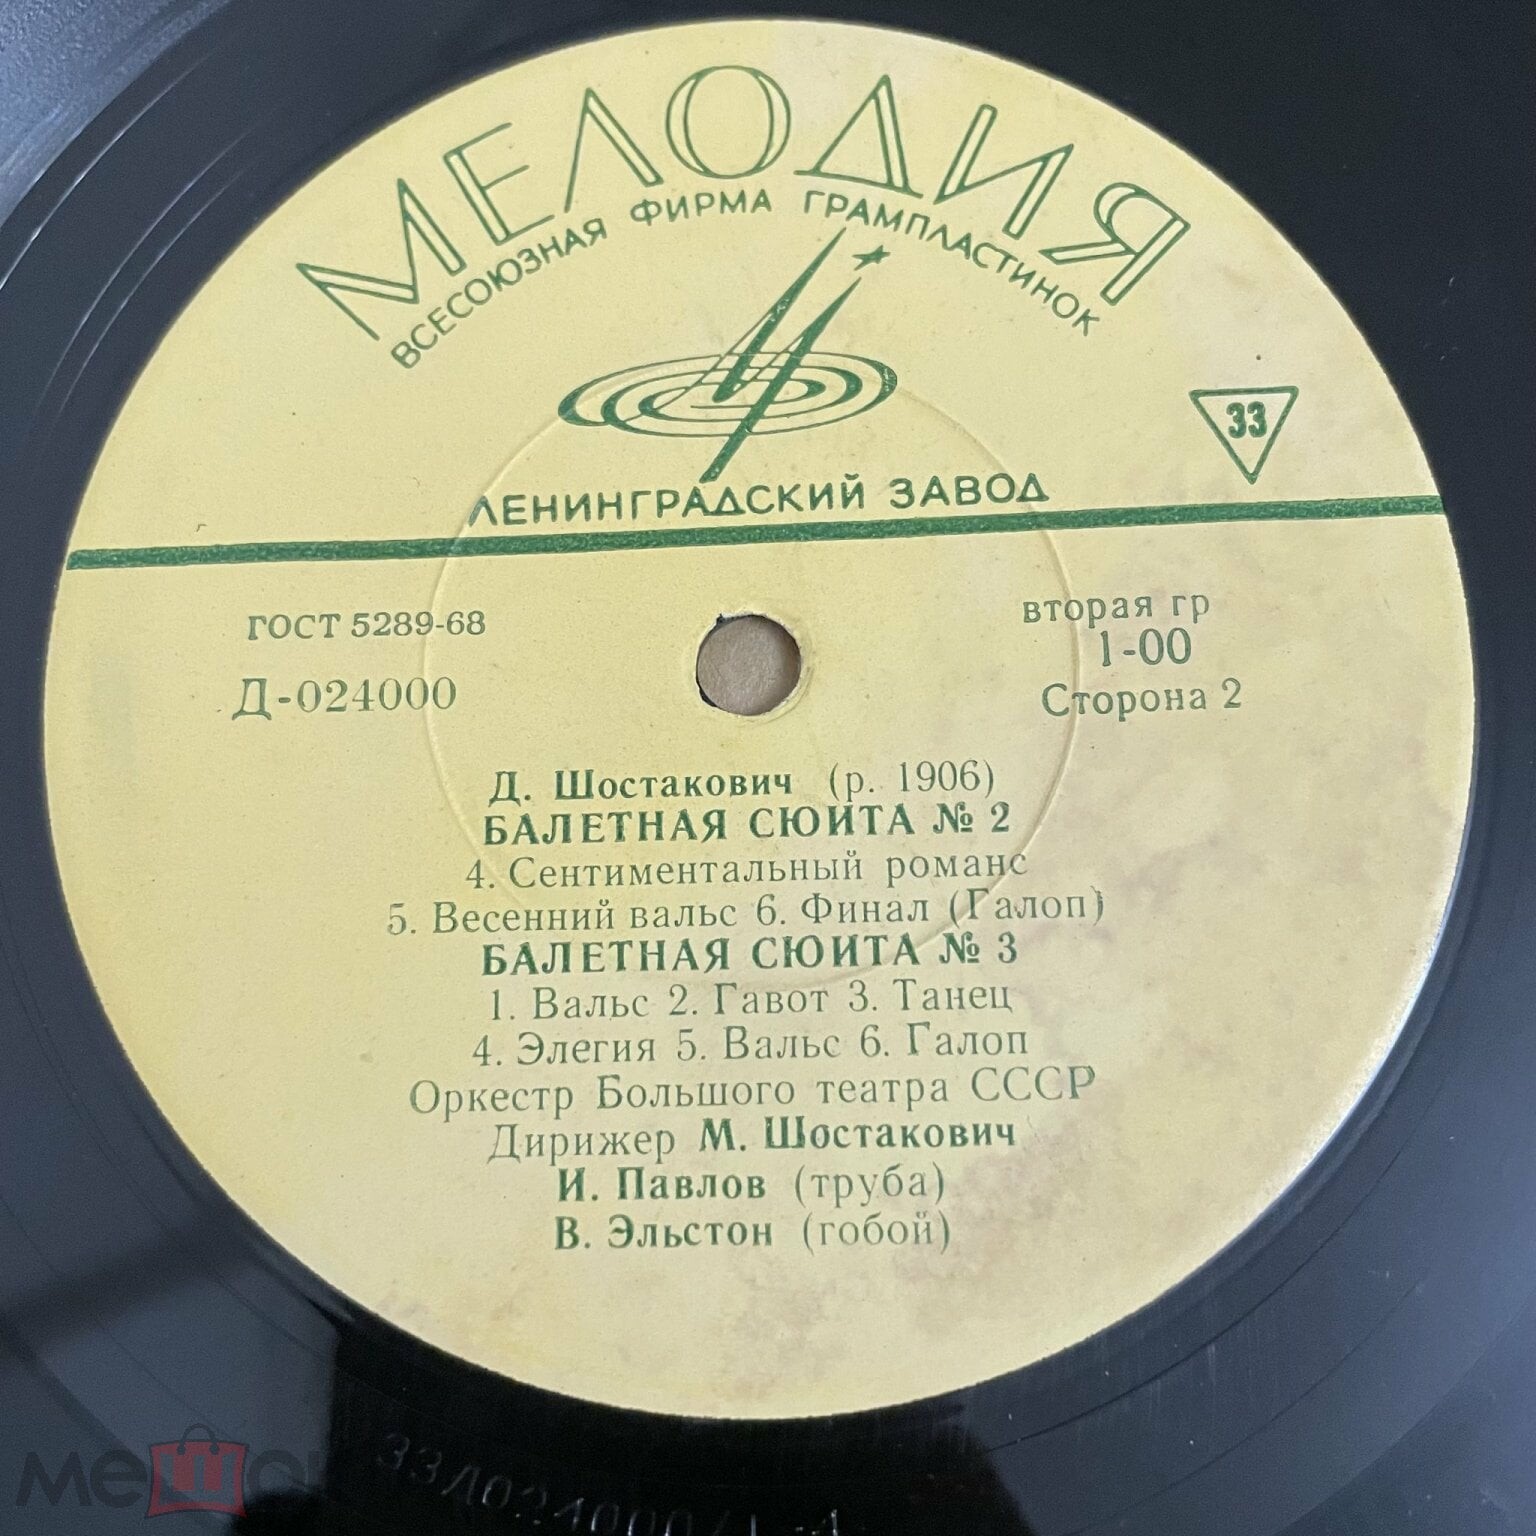 МЕЛОДИЯ
ВСЕСОЮЗНАЯ ФИРМА ГРАМПЛАСТИНОК
33
ЛЕНИНГРАДСКИЙ ЗАВОД
ГОСТ 5289-68
вторая гр
1-00
Д-024000
Сторона 2
Д. Шостакович (р. 1906)
БАЛЕТНАЯ СЮИТА № 2
4. Сентиментальный романс
5. Весенний вальс 6. Финал (Галоп)
БАЛЕТНАЯ СЮИТА № 3
1. Вальс 2. Гавот 3. Танец
4. Элегия 5. Вальс 6. Галоп
Оркестр Большого театра СССР
Дирижер М. Шостакович
И. Павлов (труба)
В. Эльстон (гобой)